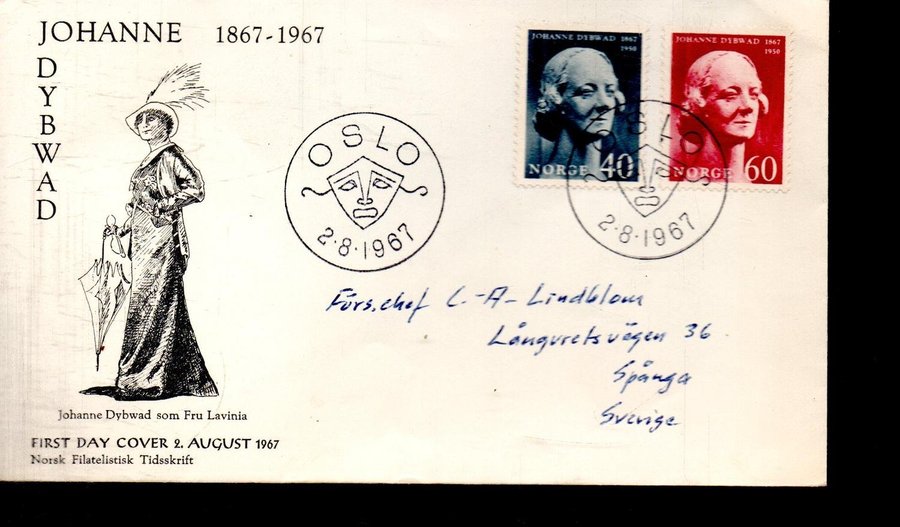 JOHANNE 1867-1967
DYBWAD
JOHANNE DYBWAD 1867
1950
NORGE 40
JOHANNE DYBWAD 1867
1950
NORGE 60
OSLO
2·8·1967
OSLO
2·8·1967
Förs.chef C.-A. Lindblom
Långvretsvägen 36
Spånga
Sverige
Johanne Dybwad som Fru Lavinia
FIRST DAY COVER 2. AUGUST 1967
Norsk Filatelistisk Tidsskrift